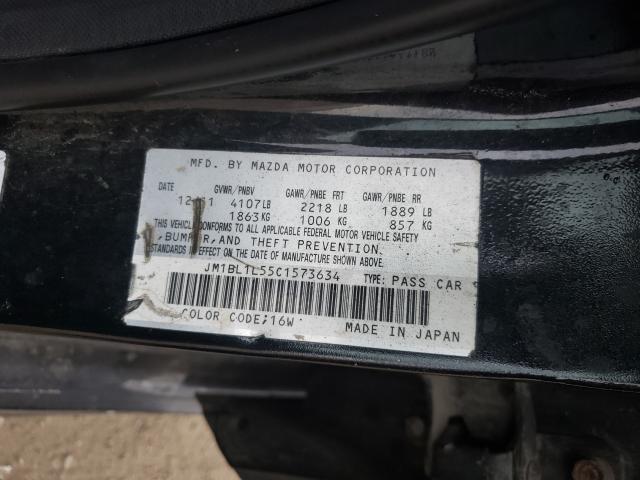 MFD. BY MAZDA MOTOR CORPORATION
DATE GVWR/PNBV GAWR/PNBE FRT GAWR/PNBE RR
4107LB 2218 LB 1889 LB
1863KG 1006 KG 857 KG
THIS VEHICLE CONFORMS TO ALL APPLICABLE FEDERAL MOTOR VEHICLE SAFETY
, BUMPER, AND THEFT PREVENTION
STANDARDS IN EFFECT ON THE DATE OF MANUFACTURE SHOWN ABOVE.
JM1BL1L55C1573634 TYPE: PASS CAR
COLOR CODE;16W MADE IN JAPAN